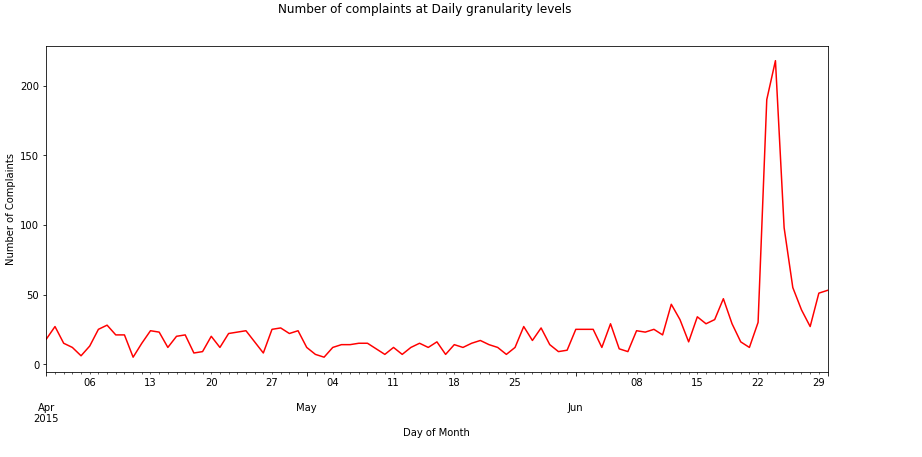 Number of complaints at Daily granularity levels
Number of Complaints
200
150
100
50
0
06 13 20 27 04 11 18 25 08 15 22 29
Apr May Jun
2015
Day of Month